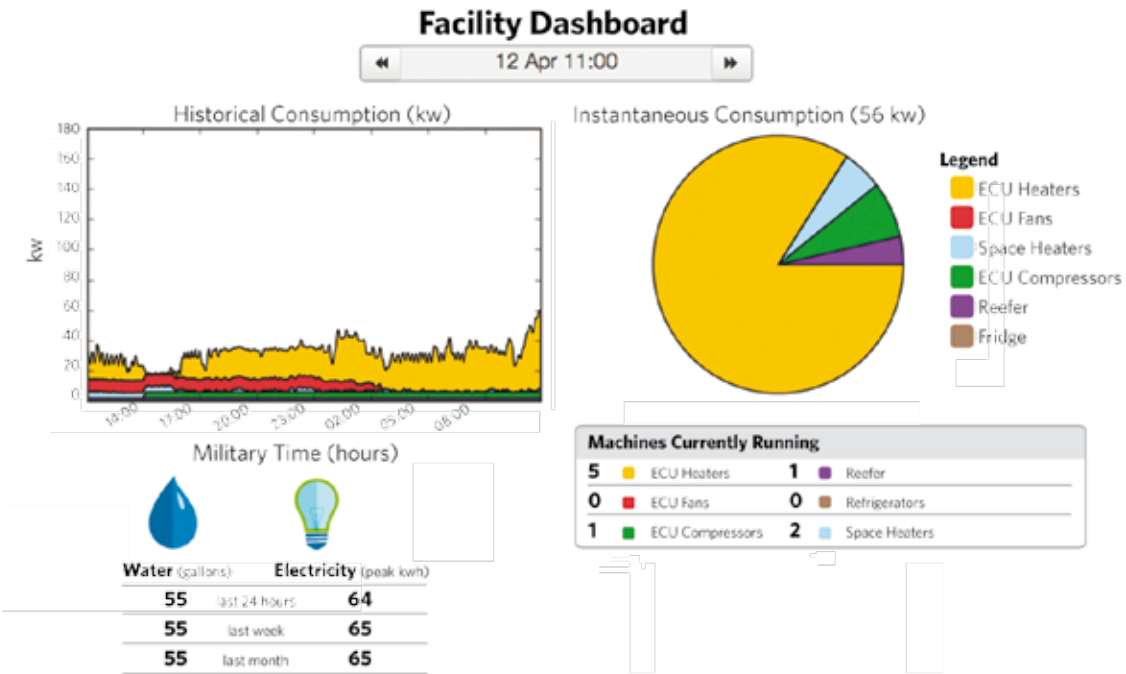 Facility Dashboard
12 Apr 11:00
Historical Consumption (kw)
180
160
140
120
100
80
60
40
20
0
kw
14:00 17:00 20:00 23:00 02:00 05:00 08:00
Military Time (hours)
Instantaneous Consumption (56 kw)
Legend
ECU Heaters
ECU Fans
Space Heaters
ECU Compressors
Reefer
Fridge
Machines Currently Running
5 ECU Heaters 1 Reefer
0 ECU Fans 0 Refrigerators
1 ECU Compressors 2 Space Heaters
Water (gallons) Electricity (peak kwh)
55 last 24 hours 64
55 last week 65
55 last month 65